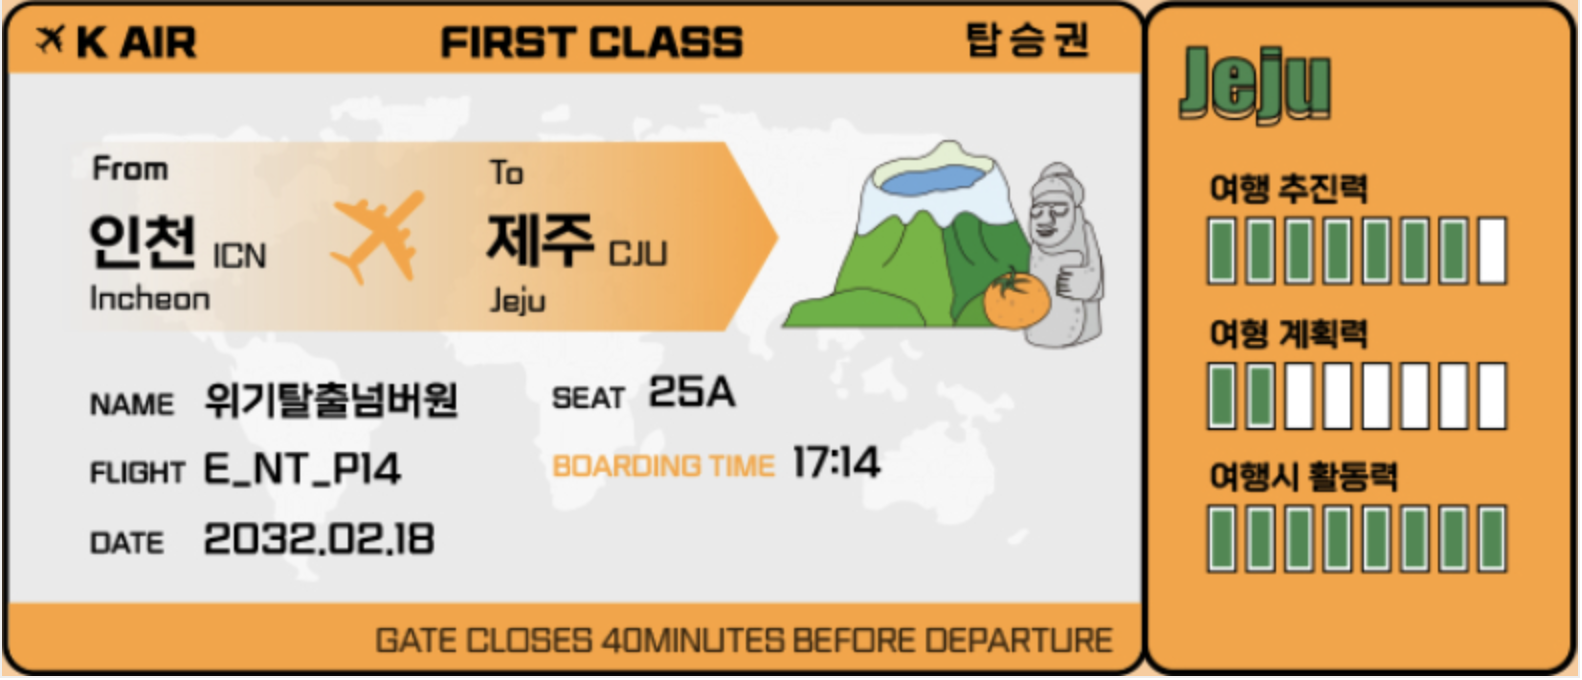 K AIR FIRST CLASS 탑승권
From
인천 ICN
Incheon
To
제주 CJU
Jeju
NAME 위기탈출넘버원
SEAT 25A
FLIGHT E_NT_P14
BOARDING TIME 17:14
DATE 2032.02.18
GATE CLOSES 40MINUTES BEFORE DEPARTURE
Jeju
여행 추진력
여형 계획력
여행시 활동력